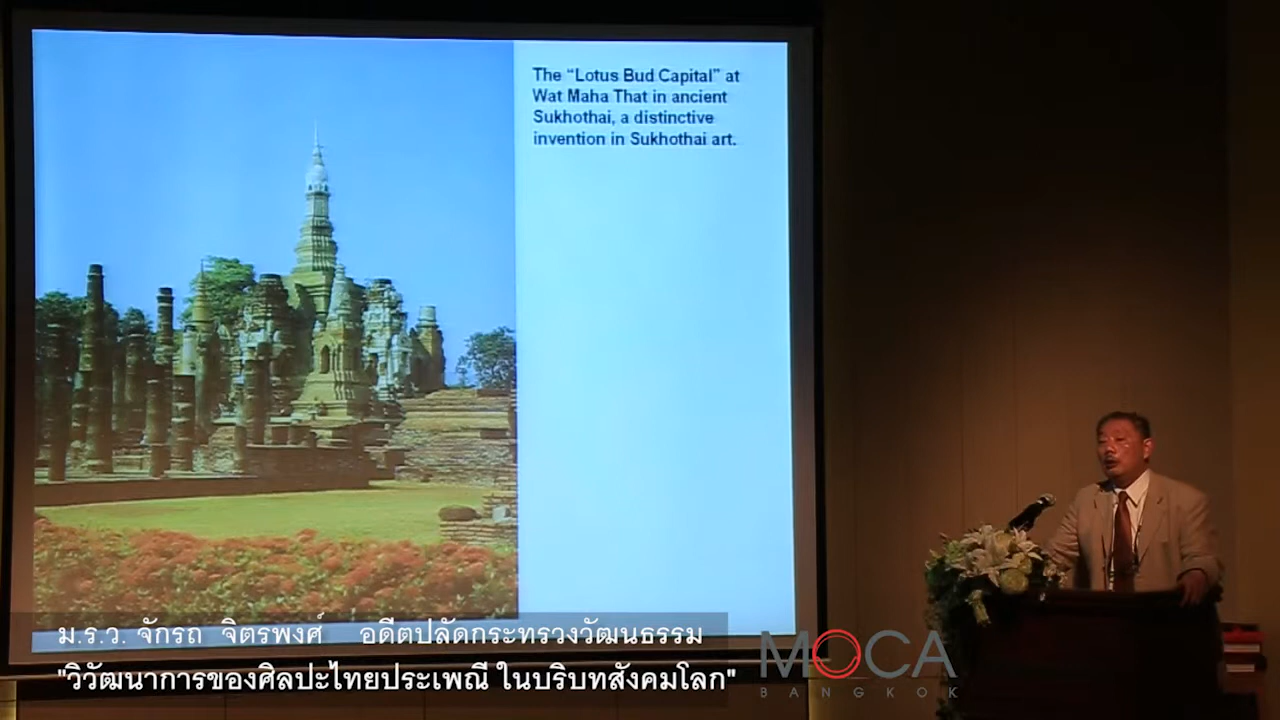 The “Lotus Bud Capital” at
Wat Maha That in ancient
Sukhothai, a distinctive
invention in Sukhothai art.
ม.ร.ว. จักรถ จิตรพงศ์ อดีตปลัดกระทรวงวัฒนธรรม
"วิวัฒนาการของศิลปะไทยประเพณี ในบริบทสังคมโลก"
MOCA
BANGKOK